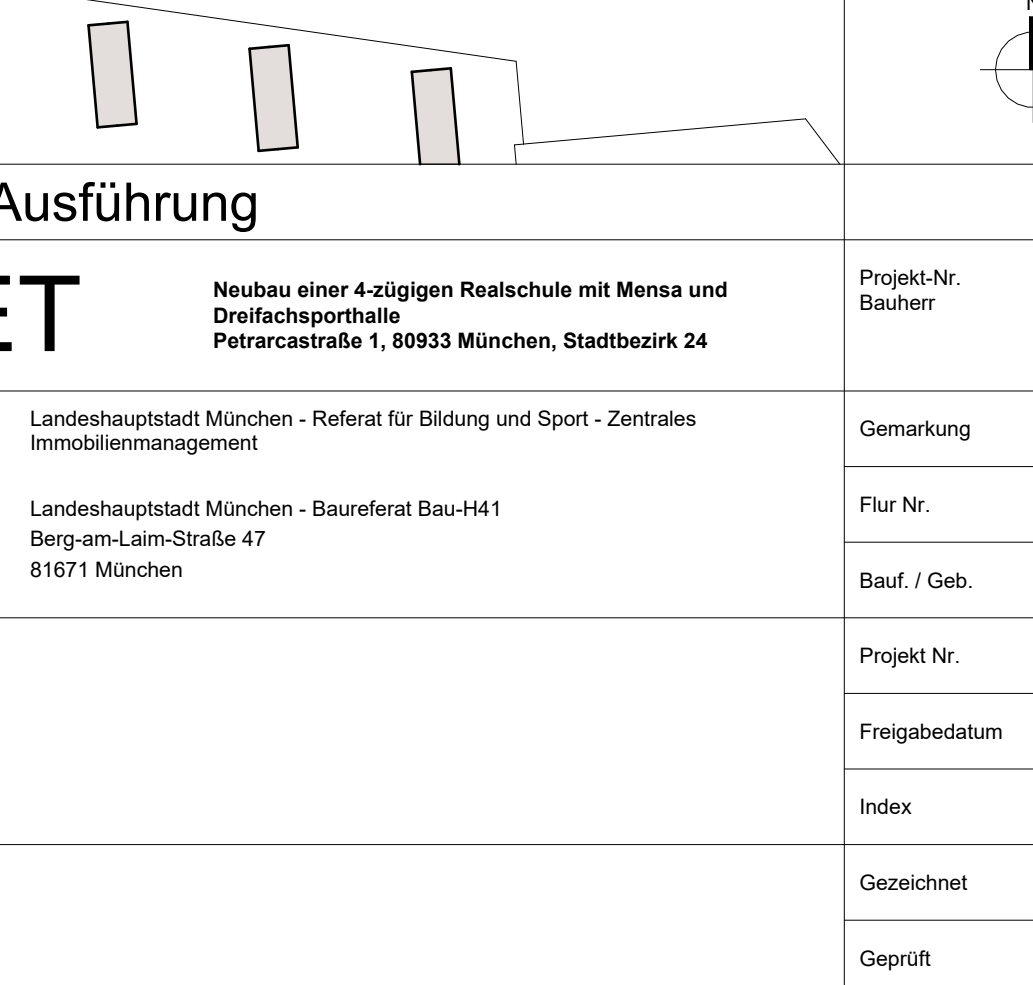 N
Ausführung
ET
Neubau einer 4-zügigen Realschule mit Mensa und
Dreifachsporthalle
Petrarcastraße 1, 80933 München, Stadtbezirk 24
Projekt-Nr.
Bauherr
Landeshauptstadt München - Referat für Bildung und Sport - Zentrales
Immobilienmanagement
Landeshauptstadt München - Baureferat Bau-H41
Berg-am-Laim-Straße 47
81671 München
Gemarkung
Flur Nr.
Bauf. / Geb.
Projekt Nr.
Freigabedatum
Index
Gezeichnet
Geprüft